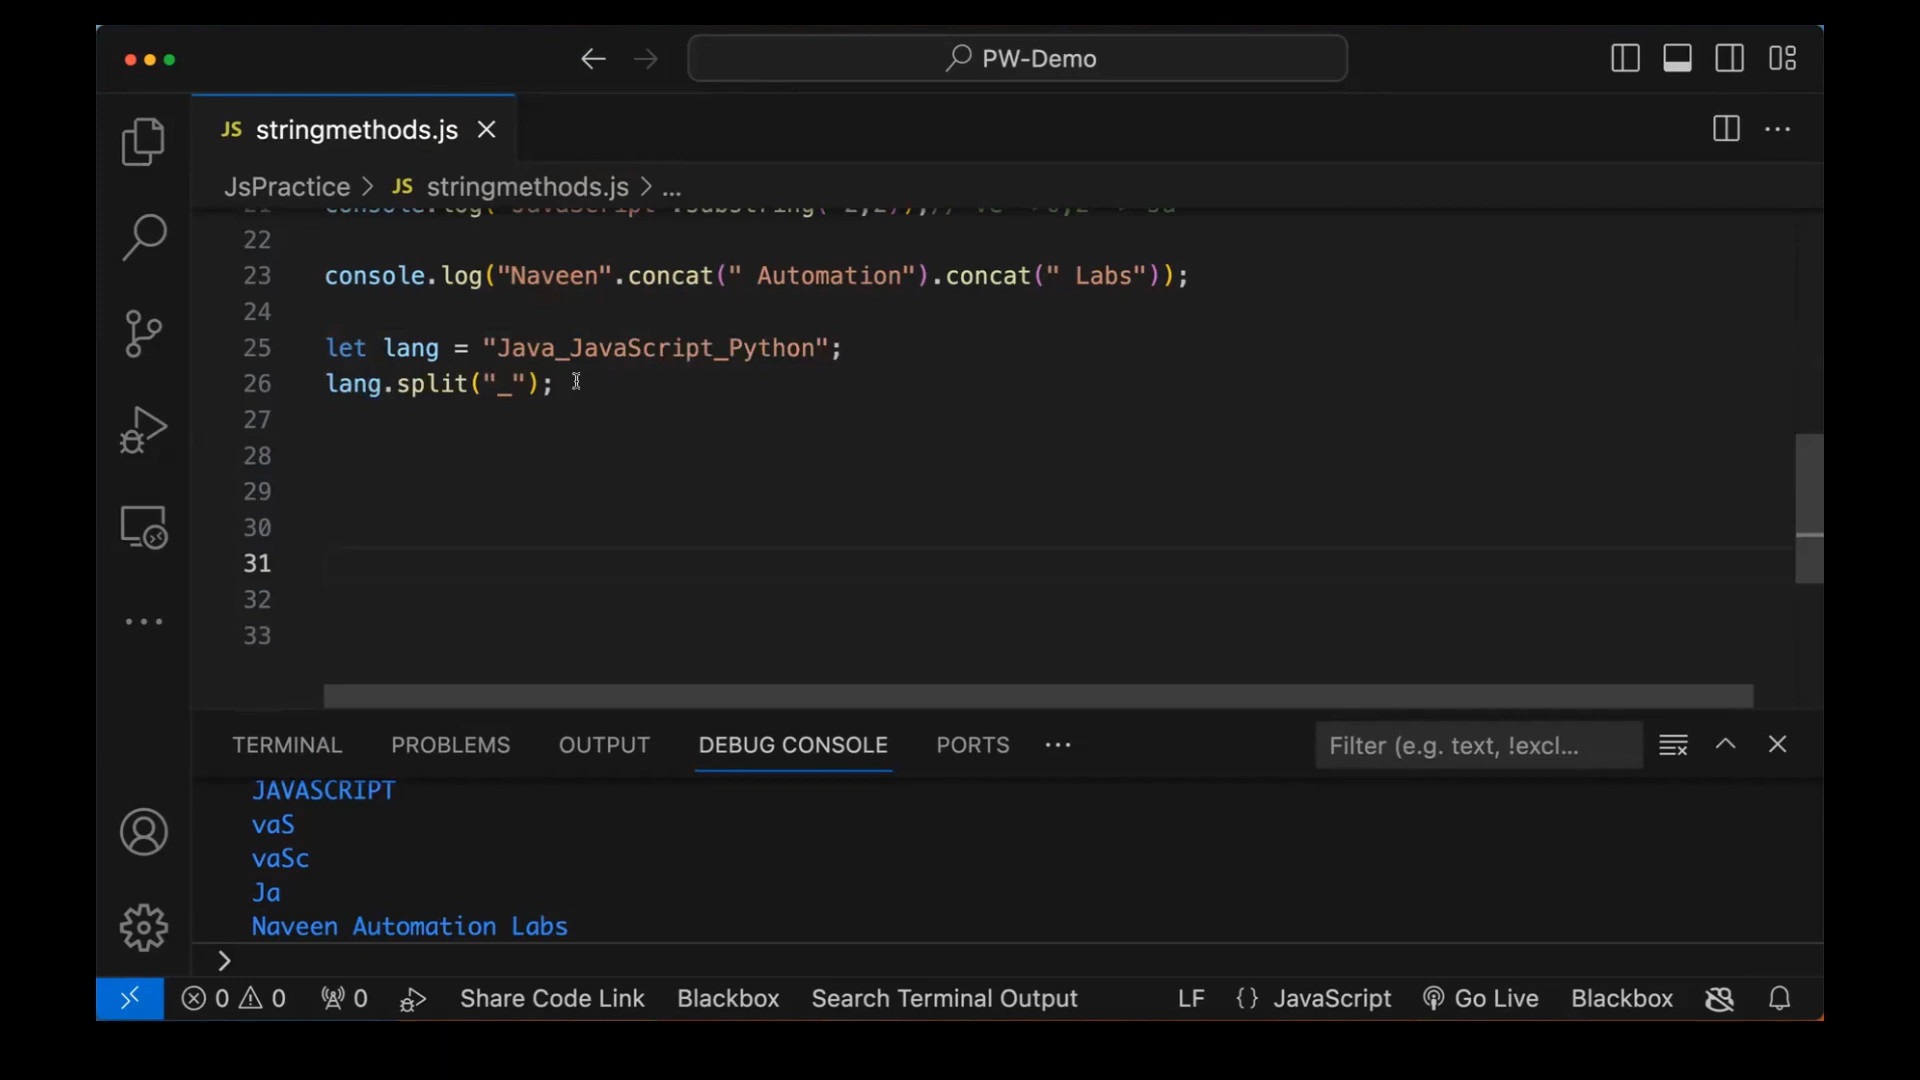 PW-Demo
JS stringmethods.js
JsPractice > JS stringmethods.js > ...
22
23 console.log("Naveen".concat(" Automation").concat(" Labs"));
24
25 let lang = "Java_JavaScript_Python";
26 lang.split("_");
27
28
29
30
31
32
33
TERMINAL PROBLEMS OUTPUT DEBUG CONSOLE PORTS ... Filter (e.g. text, !excl...
JAVASCRIPT
vaS
vaSc
Ja
Naveen Automation Labs
>
0 0 0 Share Code Link Blackbox Search Terminal Output LF {} JavaScript Go Live Blackbox